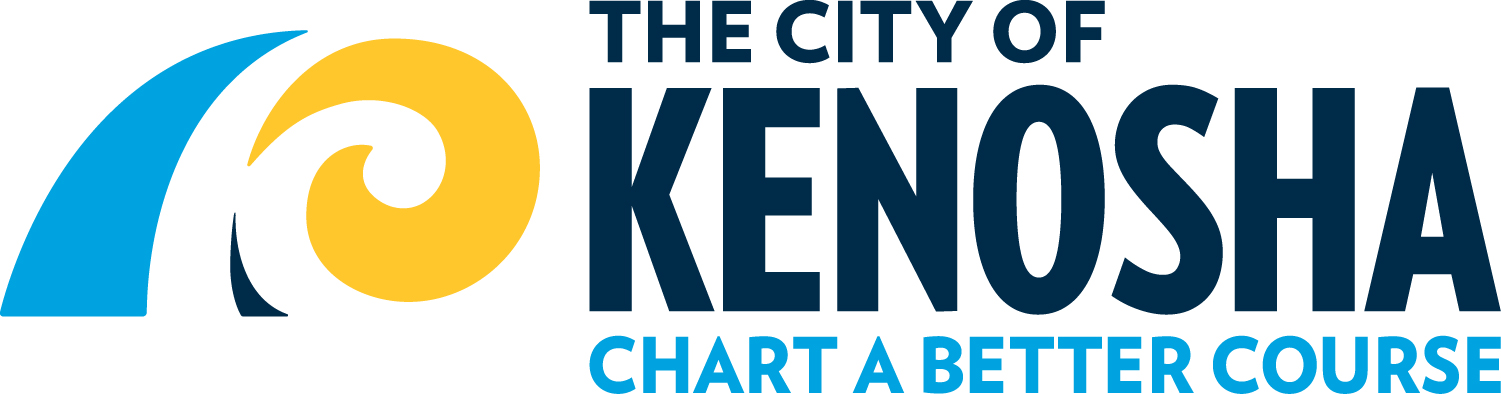 THE CITY OF
KENOSHA
CHART A BETTER COURSE